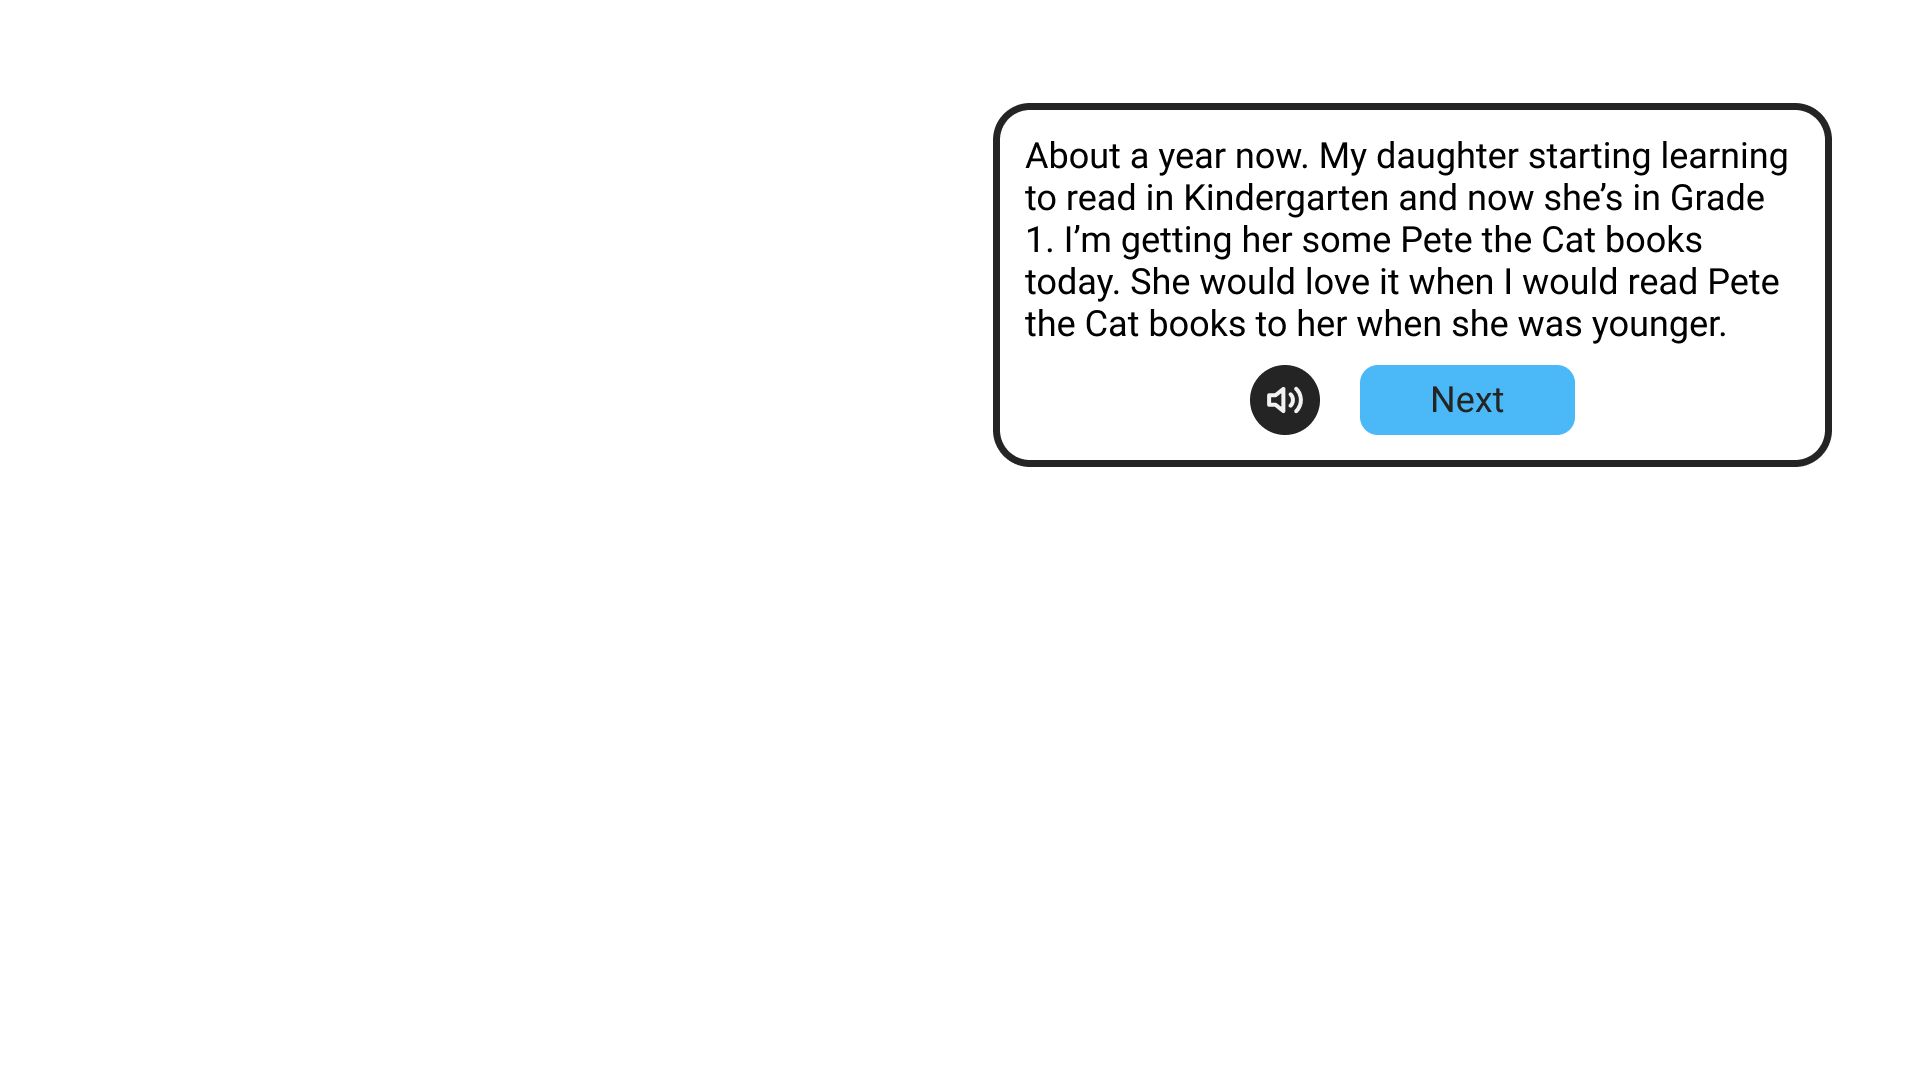 About a year now. My daughter starting learning
to read in Kindergarten and now she’s in Grade
1. I’m getting her some Pete the Cat books
today. She would love it when I would read Pete
the Cat books to her when she was younger.
Next